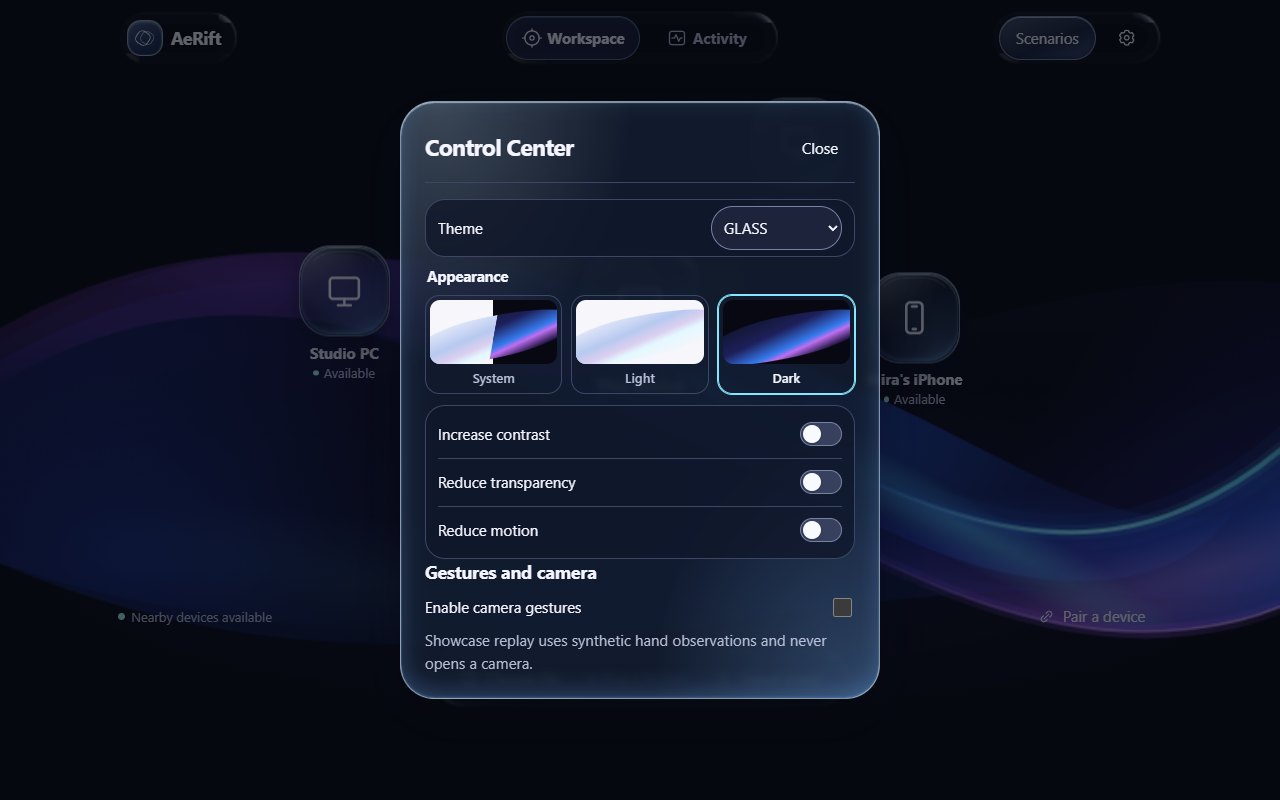 AeRift
Workspace
Activity
Scenarios
Control Center
Close
Theme
GLASS
Appearance
System
Light
Dark
Increase contrast
Reduce transparency
Reduce motion
Gestures and camera
Enable camera gestures
Showcase replay uses synthetic hand observations and never
opens a camera.
Studio PC
Available
ira's iPhone
Available
Nearby devices available
Pair a device